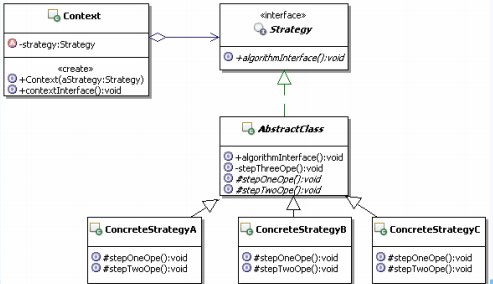 Context
-strategy:Strategy
«create»
+Context(aStrategy:Strategy)
+contextInterface():void
«interface»
Strategy
+algorithmInterface():void
AbstractClass
+algorithmInterface():void
-stepThreeOpe():void
#stepOneOpe():void
#stepTwoOpe():void
ConcreteStrategyA
#stepOneOpe():void
#stepTwoOpe():void
ConcreteStrategyB
#stepOneOpe():void
#stepTwoOpe():void
ConcreteStrategyC
#stepOneOpe():void
#stepTwoOpe():void